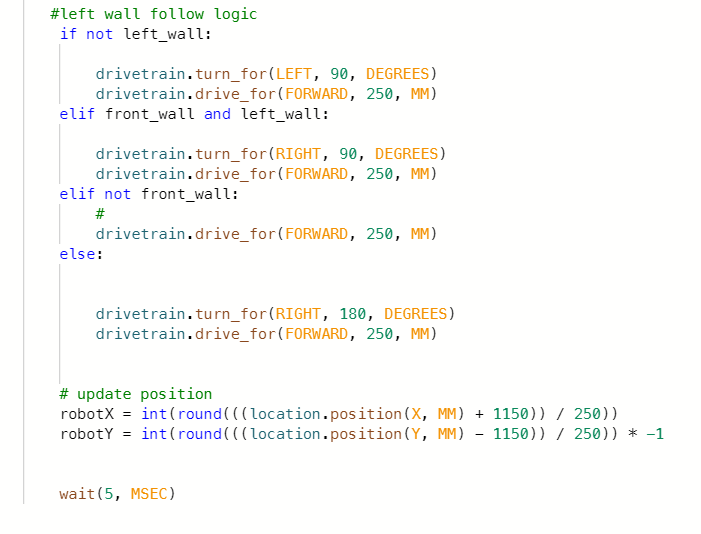 #left wall follow logic
if not left_wall:
drivetrain.turn_for(LEFT, 90, DEGREES)
drivetrain.drive_for(FORWARD, 250, MM)
elif front_wall and left_wall:
drivetrain.turn_for(RIGHT, 90, DEGREES)
drivetrain.drive_for(FORWARD, 250, MM)
elif not front_wall:
#
drivetrain.drive_for(FORWARD, 250, MM)
else:
drivetrain.turn_for(RIGHT, 180, DEGREES)
drivetrain.drive_for(FORWARD, 250, MM)
# update position
robotX = int(round(((location.position(X, MM) + 1150)) / 250))
robotY = int(round(((location.position(Y, MM) − 1150)) / 250)) * −1
wait(5, MSEC)